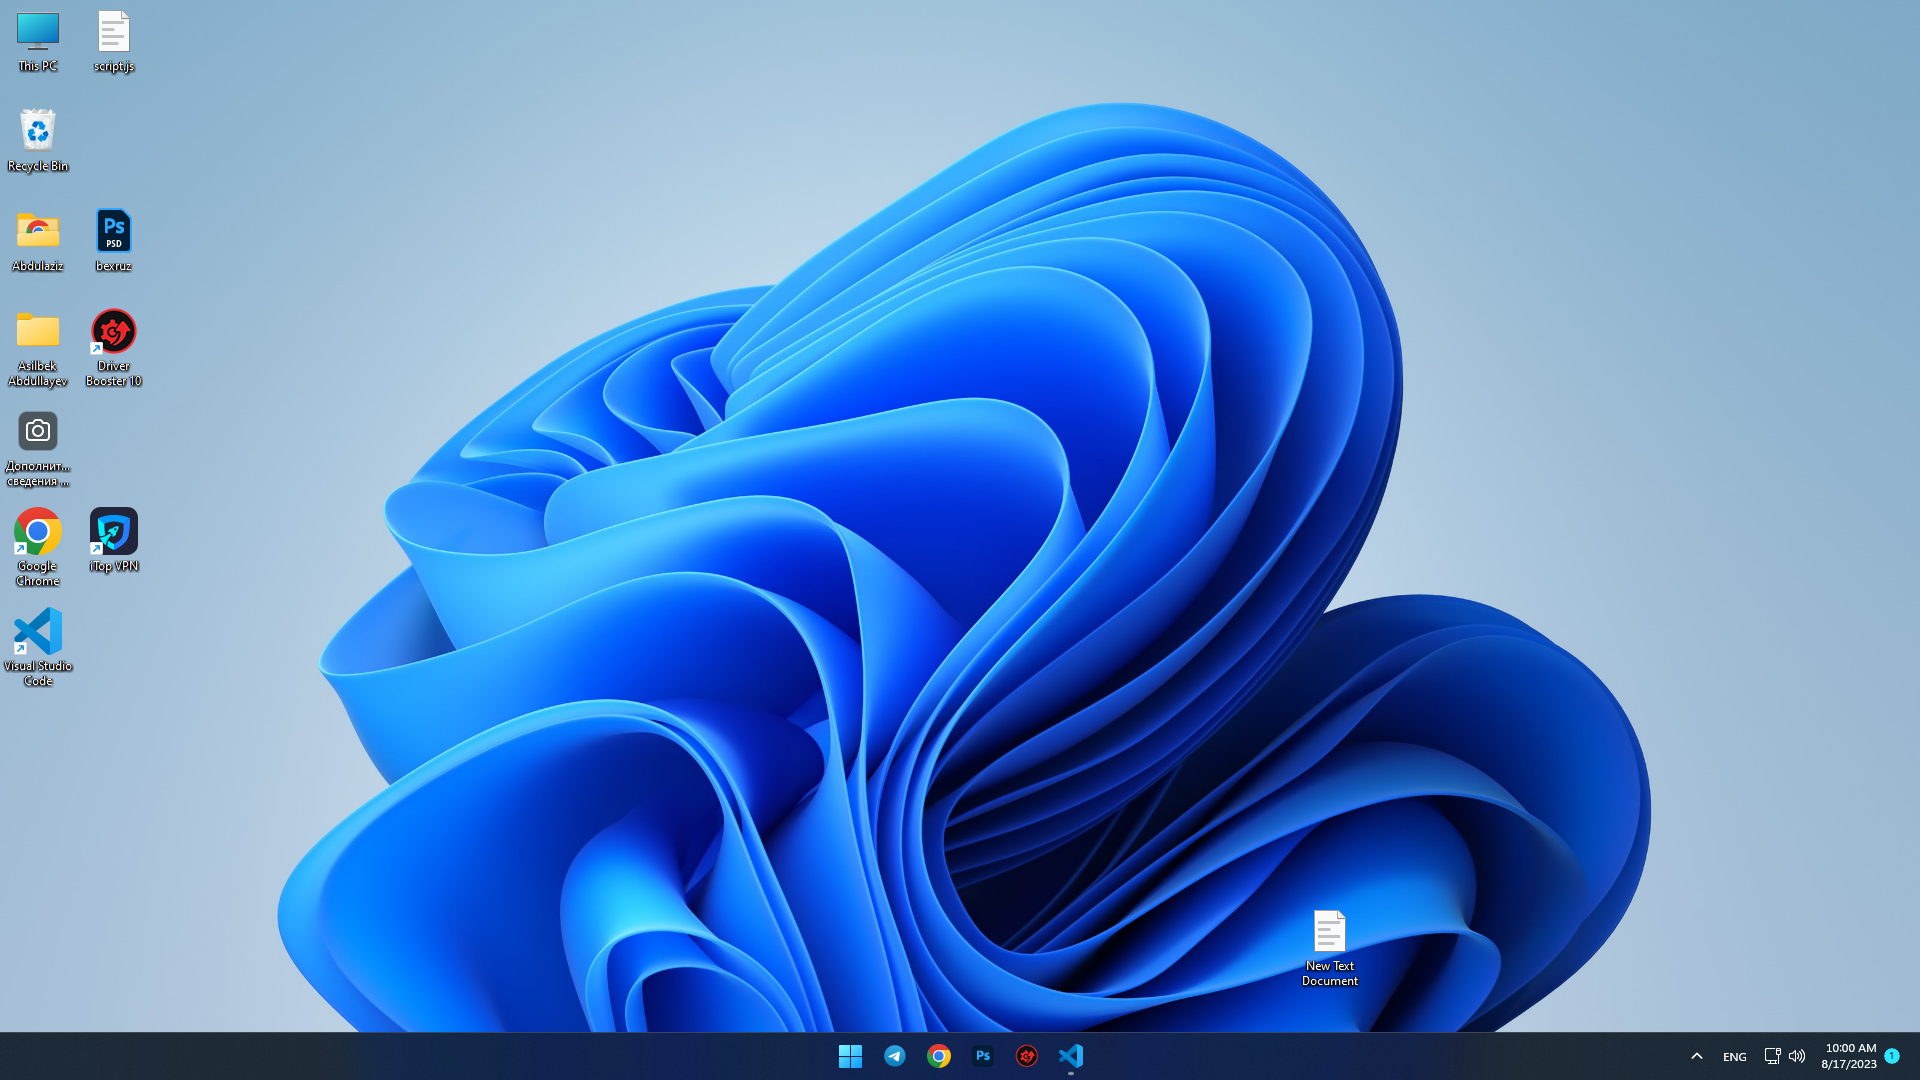 This PC
script.js
Recycle Bin
Abdulaziz
Ps
PSD
bexruz
Asilbek
Abdullayev
Driver
Booster 10
Дополнит...
сведения ...
Google
Chrome
iTop VPN
Visual Studio
Code
New Text
Document
Ps
ENG
10:00 AM
8/17/2023
1